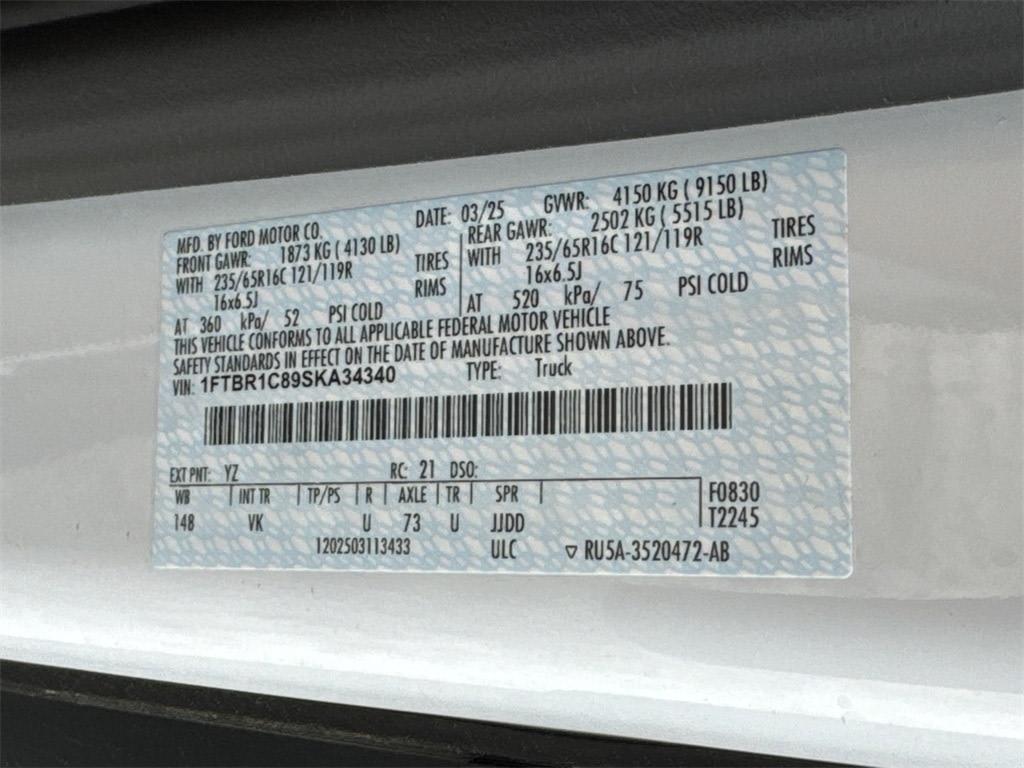 MFD. BY FORD MOTOR CO. DATE: 03/25 GVWR: 4150 KG ( 9150 LB)
FRONT GAWR: 1873 KG ( 4130 LB) REAR GAWR: 2502 KG ( 5515 LB)
WITH 235/65R16C 121/119R TIRES WITH 235/65R16C 121/119R TIRES
16x6.5J RIMS 16x6.5J RIMS
AT 360 kPa/ 52 PSI COLD AT 520 kPa/ 75 PSI COLD
THIS VEHICLE CONFORMS TO ALL APPLICABLE FEDERAL MOTOR VEHICLE
SAFETY STANDARDS IN EFFECT ON THE DATE OF MANUFACTURE SHOWN ABOVE.
VIN: 1FTBR1C89SKA34340 TYPE: Truck
EXT PNT: YZ RC: 21 DSO:
WB INT TR TP/PS R AXLE TR SPR F0830
148 VK U 73 U JJDD T2245
1202503113433 ULC ▽ RU5A-3520472-AB